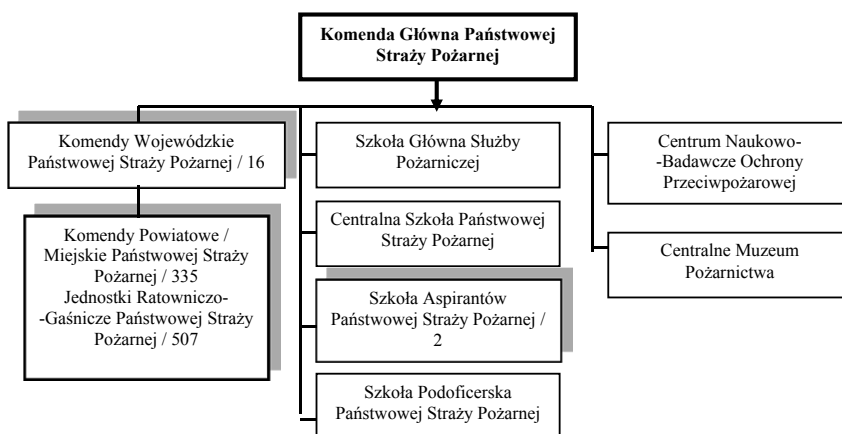 Komenda Główna Państwowej
Straży Pożarnej
Komendy Wojewódzkie
Państwowej Straży Pożarnej / 16
Komendy Powiatowe /
Miejskie Państwowej Straży
Pożarnej / 335
Jednostki Ratowniczo-
-Gaśnicze Państwowej Straży
Pożarnej / 507
Szkoła Główna Służby
Pożarniczej
Centralna Szkoła Państwowej
Straży Pożarnej
Szkoła Aspirantów
Państwowej Straży Pożarnej /
2
Szkoła Podoficerska
Państwowej Straży Pożarnej
Centrum Naukowo-
-Badawcze Ochrony
Przeciwpożarowej
Centralne Muzeum
Pożarnictwa